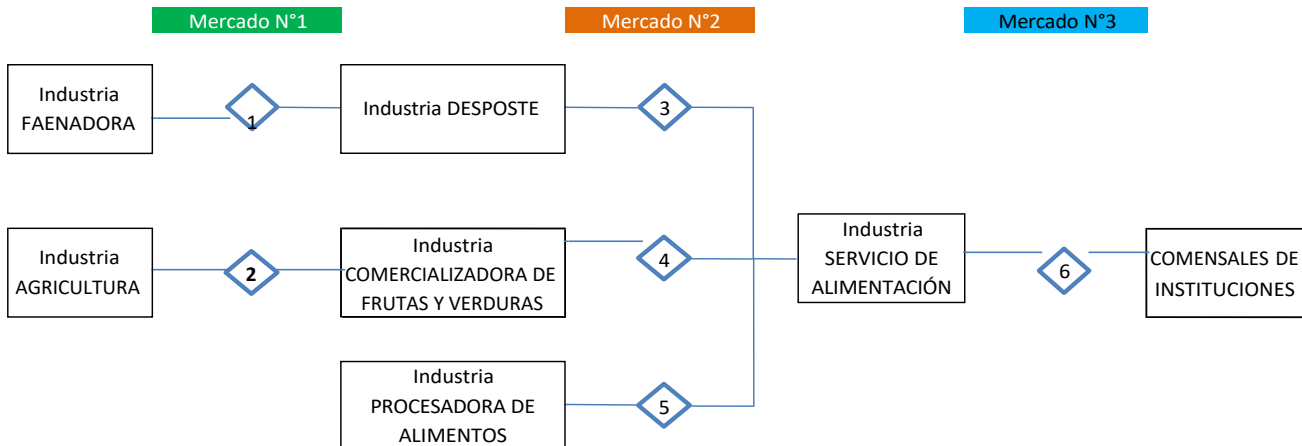 Mercado N°1
Mercado N°2
Mercado N°3
Industria
FAENADORA
1
Industria DESPOSTE
3
Industria
AGRICULTURA
2
Industria
COMERCIALIZADORA DE
FRUTAS Y VERDURAS
4
Industria
SERVICIO DE
ALIMENTACIÓN
6
COMENSALES DE
INSTITUCIONES
Industria
PROCESADORA DE
ALIMENTOS
5